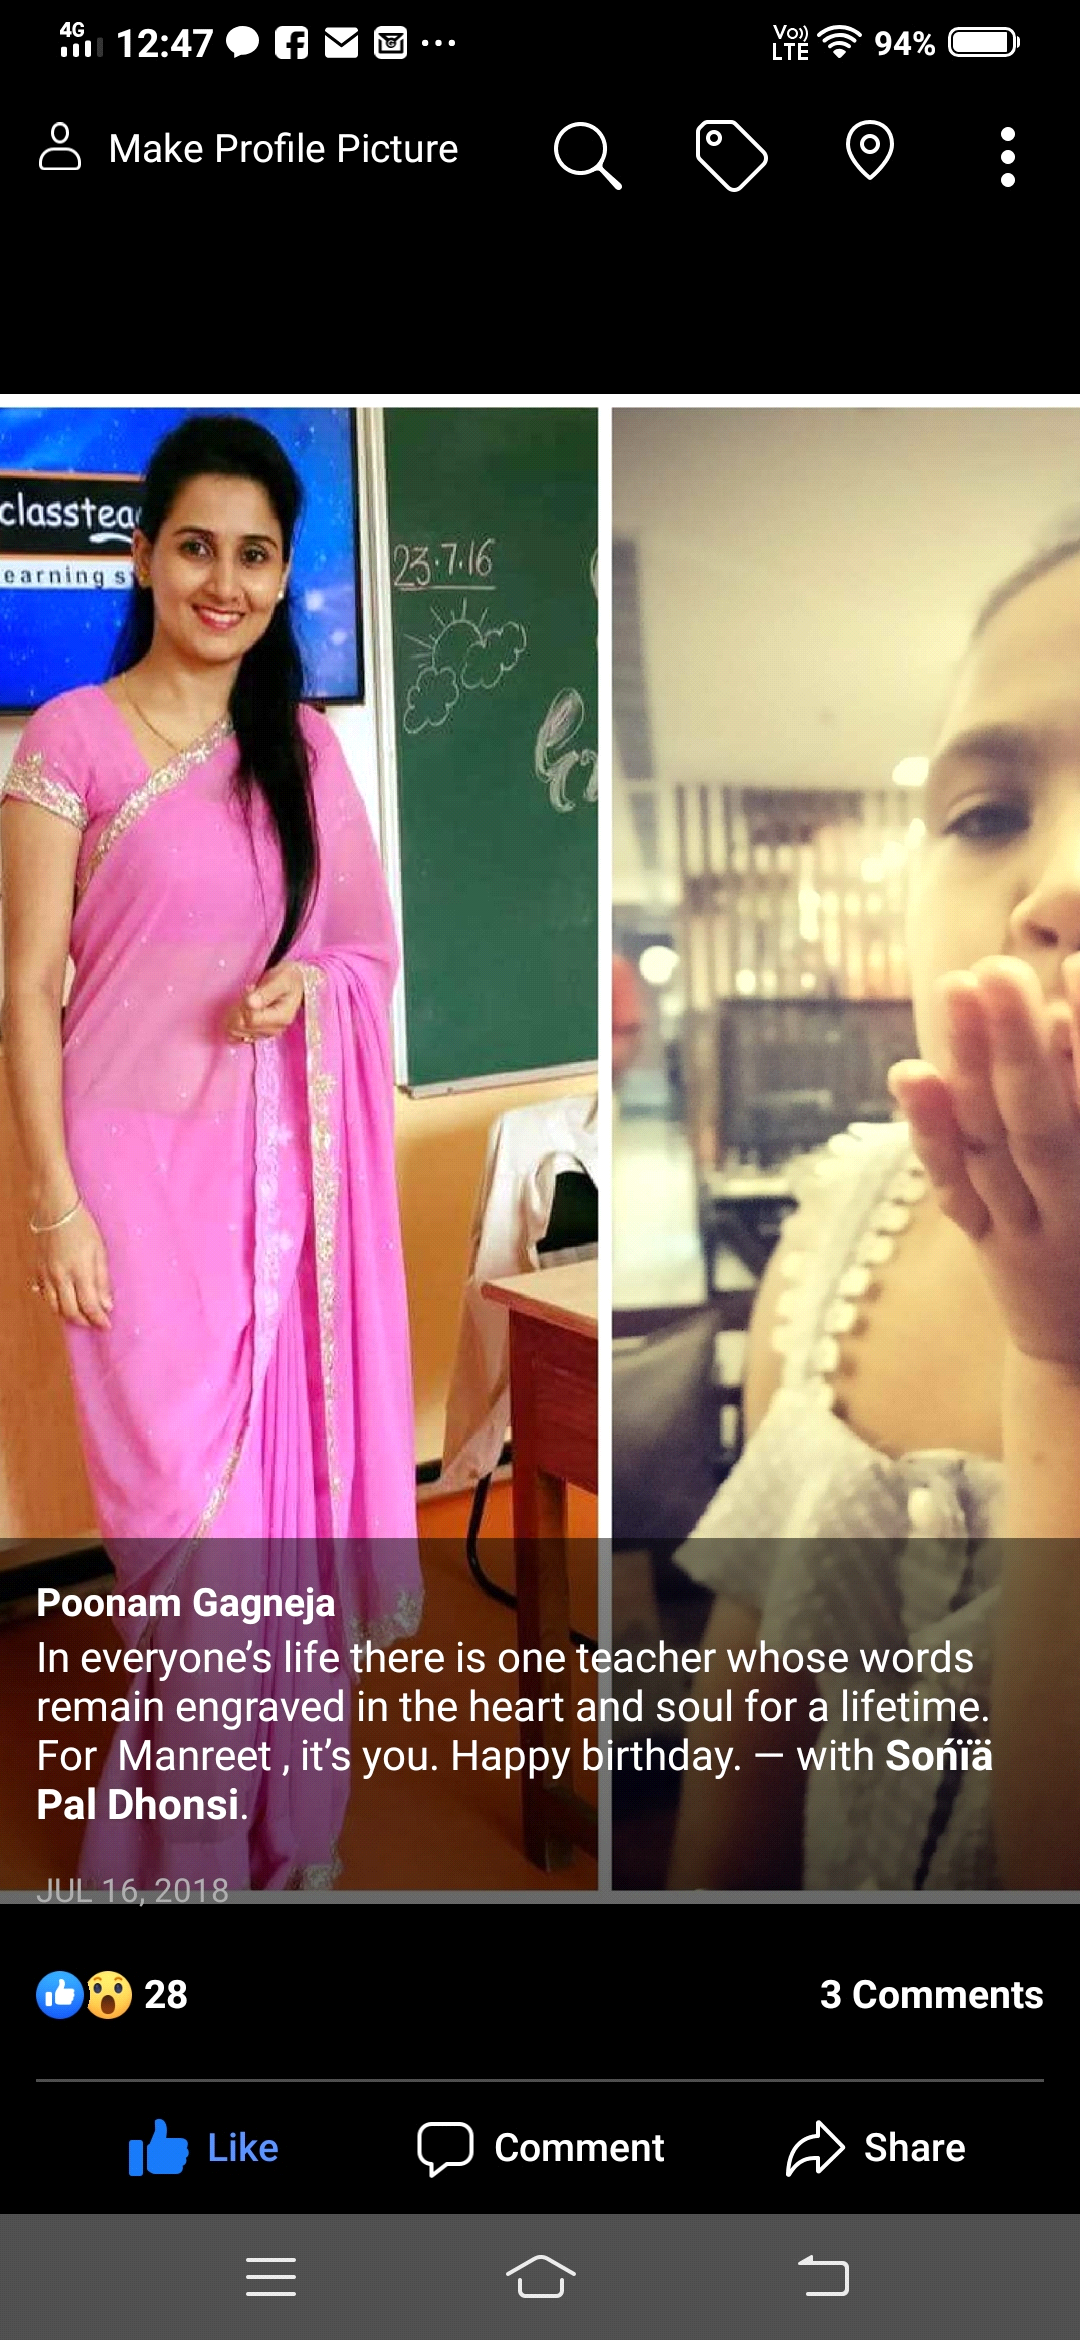 4G
12:47
Vo))
LTE
94%
Make Profile Picture
classtea
earning s
23.7.16
Poonam Gagneja
In everyone’s life there is one teacher whose words
remain engraved in the heart and soul for a lifetime.
For  Manreet , it’s you. Happy birthday. — with Sońïä
Pal Dhonsi.
JUL 16, 2018
28
3 Comments
Like
Comment
Share